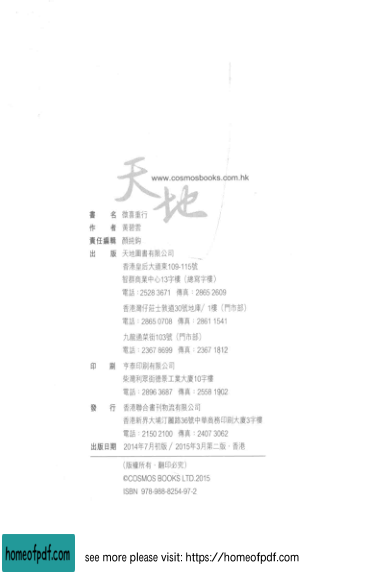 天地
www.cosmosbooks.com.hk
書 名 微喜重行
作 者 黃碧雲
責任編輯 顏純鈎
出 版 天地圖書有限公司
香港皇后大道東109-115號
智群商業中心13字樓（總寫字樓）
電話：2528 3671 傳真：2865 2609
香港灣仔莊士敦道30號地庫/ 1樓（門市部）
電話：2865 0708 傳真：2861 1541
九龍通菜街103號（門市部）
電話：2367 8699 傳真：2367 1812
印 刷 亨泰印刷有限公司
柴灣利眾街德景工業大廈10字樓
電話：2896 3687 傳真：2558 1902
發 行 香港聯合書刊物流有限公司
香港新界大埔汀麗路36號中華商務印刷大廈3字樓
電話：2150 2100 傳真：2407 3062
出版日期 2014年7月初版 / 2015年3月第二版．香港
（版權所有．翻印必究）
©COSMOS BOOKS LTD.2015
ISBN 978-988-8254-97-2
homeofpdf.com
see more please visit: https://homeofpdf.com